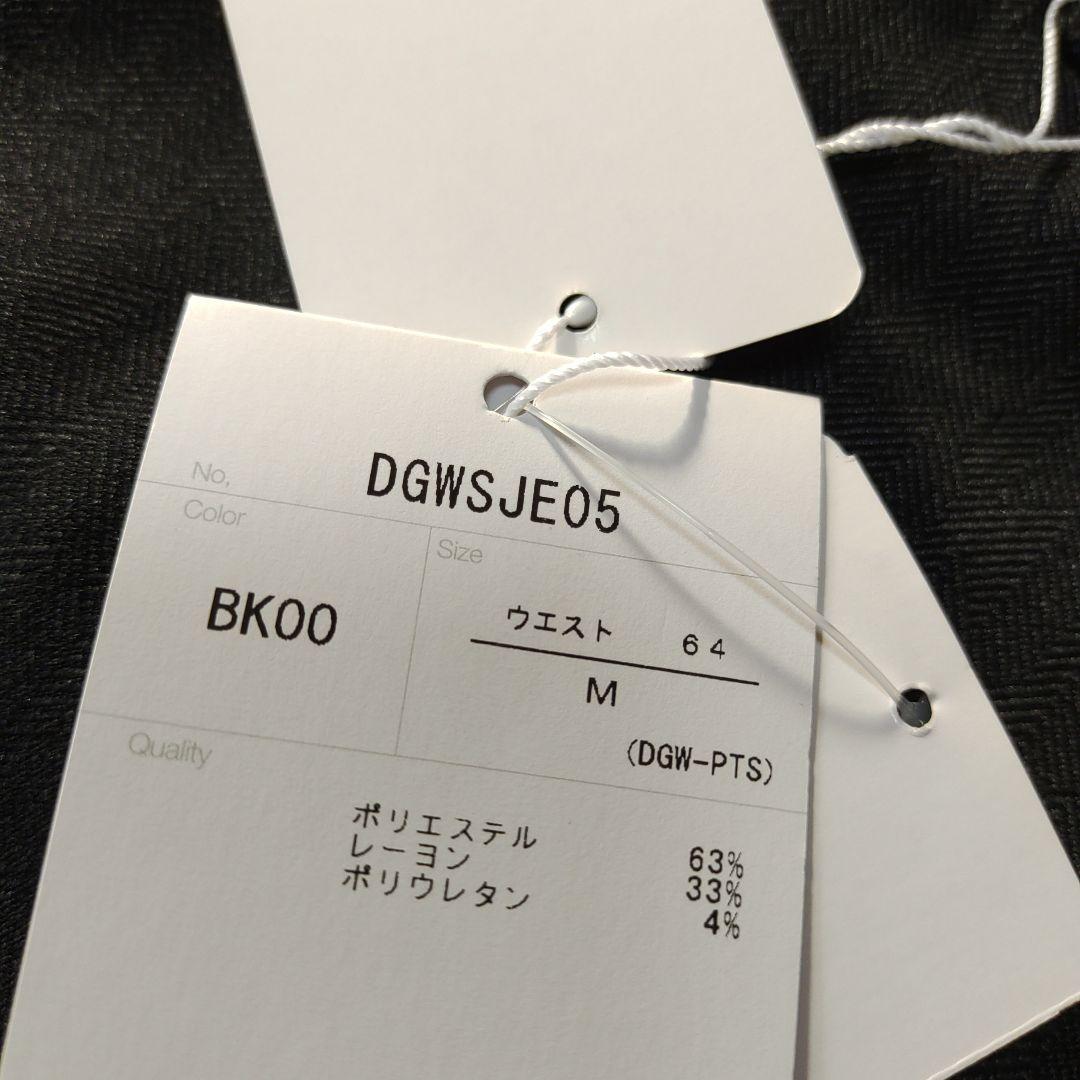 No,
DGWSJE05
Color
BK00
Size
ウエスト 64
M
(DGW-PTS)
Quality
ポリエステル 63%
レーヨン 33%
ポリウレタン 4%